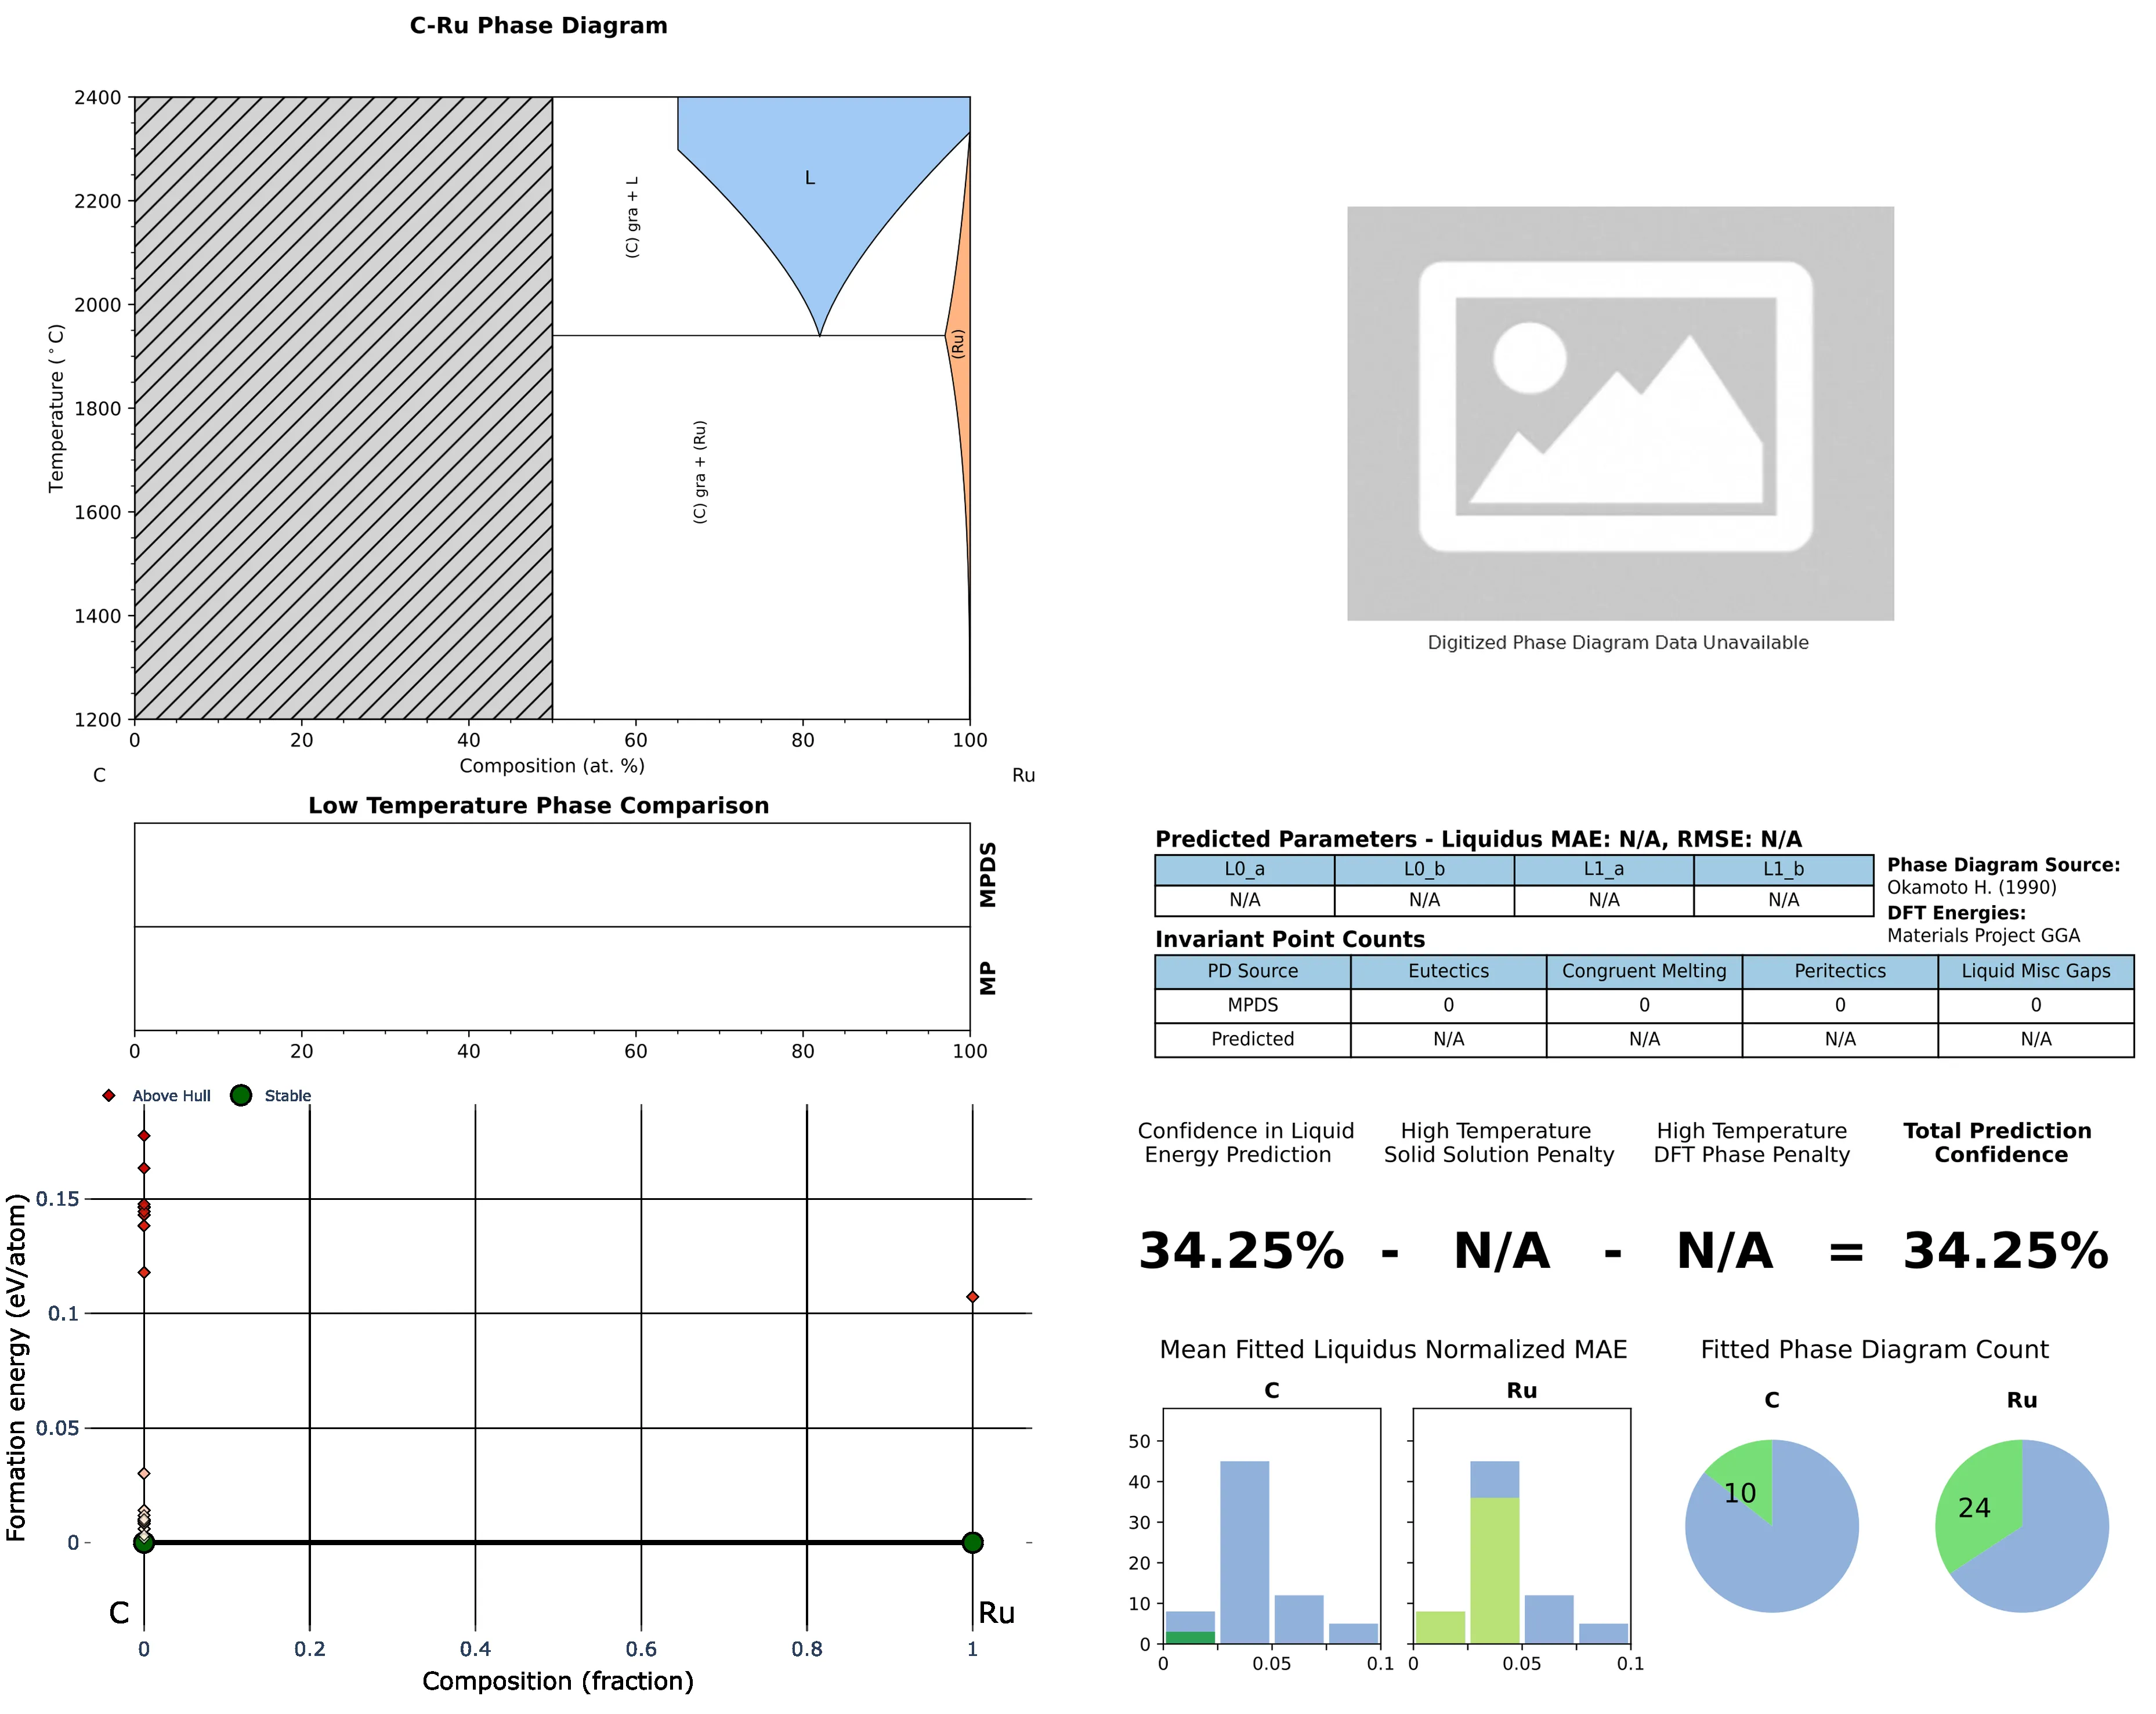 C-Ru Phase Diagram
2400
2200
2000
1800
1600
1400
1200
Temperature (°C)
(C) gra + L
L
(Ru)
(C) gra + (Ru)
0 20 40 60 80 100
Composition (at. %)
C Ru
Digitized Phase Diagram Data Unavailable
Low Temperature Phase Comparison
MPDS
MP
0 20 40 60 80 100
Predicted Parameters - Liquidus MAE: N/A, RMSE: N/A
L0_a L0_b L1_a L1_b
N/A N/A N/A N/A
Phase Diagram Source:
Okamoto H. (1990)
DFT Energies:
Materials Project GGA
Invariant Point Counts
PD Source Eutectics Congruent Melting Peritectics Liquid Misc Gaps
MPDS 0 0 0 0
Predicted N/A N/A N/A N/A
Above Hull Stable
0.15
0.1
0.05
0
Formation energy (eV/atom)
C Ru
0 0.2 0.4 0.6 0.8 1
Composition (fraction)
Confidence in Liquid
Energy Prediction
High Temperature
Solid Solution Penalty
High Temperature
DFT Phase Penalty
Total Prediction
Confidence
34.25% - N/A - N/A = 34.25%
Mean Fitted Liquidus Normalized MAE
C Ru
50
40
30
20
10
0
0 0.05 0.1 0 0.05 0.1
Fitted Phase Diagram Count
C Ru
10 24